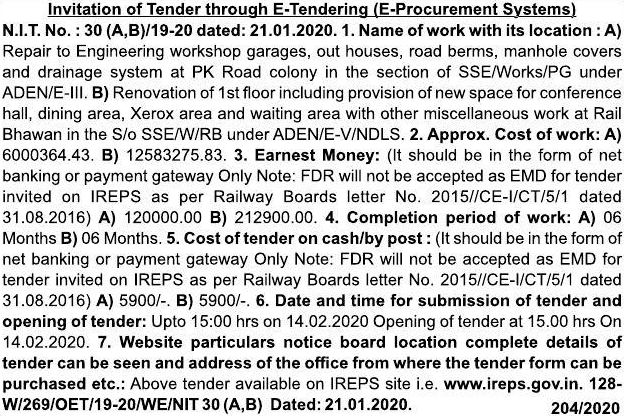 Invitation of Tender through E-Tendering (E-Procurement Systems)
N.I.T. No. : 30 (A,B)/19-20 dated: 21.01.2020. 1. Name of work with its location : A)
Repair to Engineering workshop garages, out houses, road berms, manhole covers
and drainage system at PK Road colony in the section of SSE/Works/PG under
ADEN/E-III. B) Renovation of 1st floor including provision of new space for conference
hall, dining area, Xerox area and waiting area with other miscellaneous work at Rail
Bhawan in the S/o SSE/W/RB under ADEN/E-V/NDLS. 2. Approx. Cost of work: A)
6000364.43. B) 12583275.83. 3. Earnest Money: (It should be in the form of net
banking or payment gateway Only Note: FDR will not be accepted as EMD for tender
invited on IREPS as per Railway Boards letter No. 2015//CE-I/CT/5/1 dated
31.08.2016) A) 120000.00 B) 212900.00. 4. Completion period of work: A) 06
Months B) 06 Months. 5. Cost of tender on cash/by post : (It should be in the form of
net banking or payment gateway Only Note: FDR will not be accepted as EMD for
tender invited on IREPS as per Railway Boards letter No. 2015//CE-I/CT/5/1 dated
31.08.2016) A) 5900/-. B) 5900/-. 6. Date and time for submission of tender and
opening of tender: Upto 15:00 hrs on 14.02.2020 Opening of tender at 15.00 hrs On
14.02.2020. 7. Website particulars notice board location complete details of
tender can be seen and address of the office from where the tender form can be
purchased etc.: Above tender available on IREPS site i.e. www.ireps.gov.in. 128-
W/269/OET/19-20/WE/NIT 30 (A,B) Dated: 21.01.2020. 204/2020